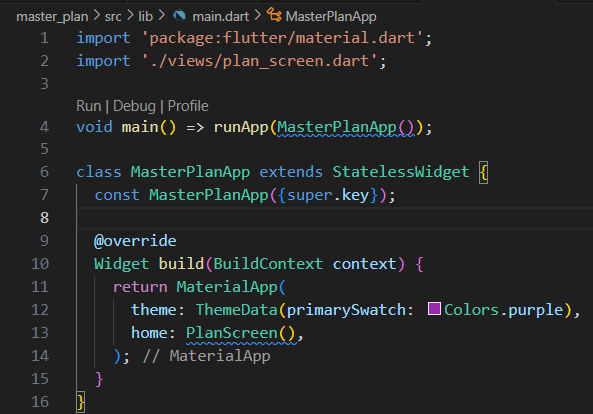 master_plan > src > lib > main.dart > MasterPlanApp
1 import 'package:flutter/material.dart';
2 import './views/plan_screen.dart';
3
Run | Debug | Profile
4 void main() => runApp(MasterPlanApp());
5
6 class MasterPlanApp extends StatelessWidget {
7   const MasterPlanApp({super.key});
8
9   @override
10   Widget build(BuildContext context) {
11     return MaterialApp(
12       theme: ThemeData(primarySwatch: Colors.purple),
13       home: PlanScreen(),
14     ); // MaterialApp
15   }
16 }